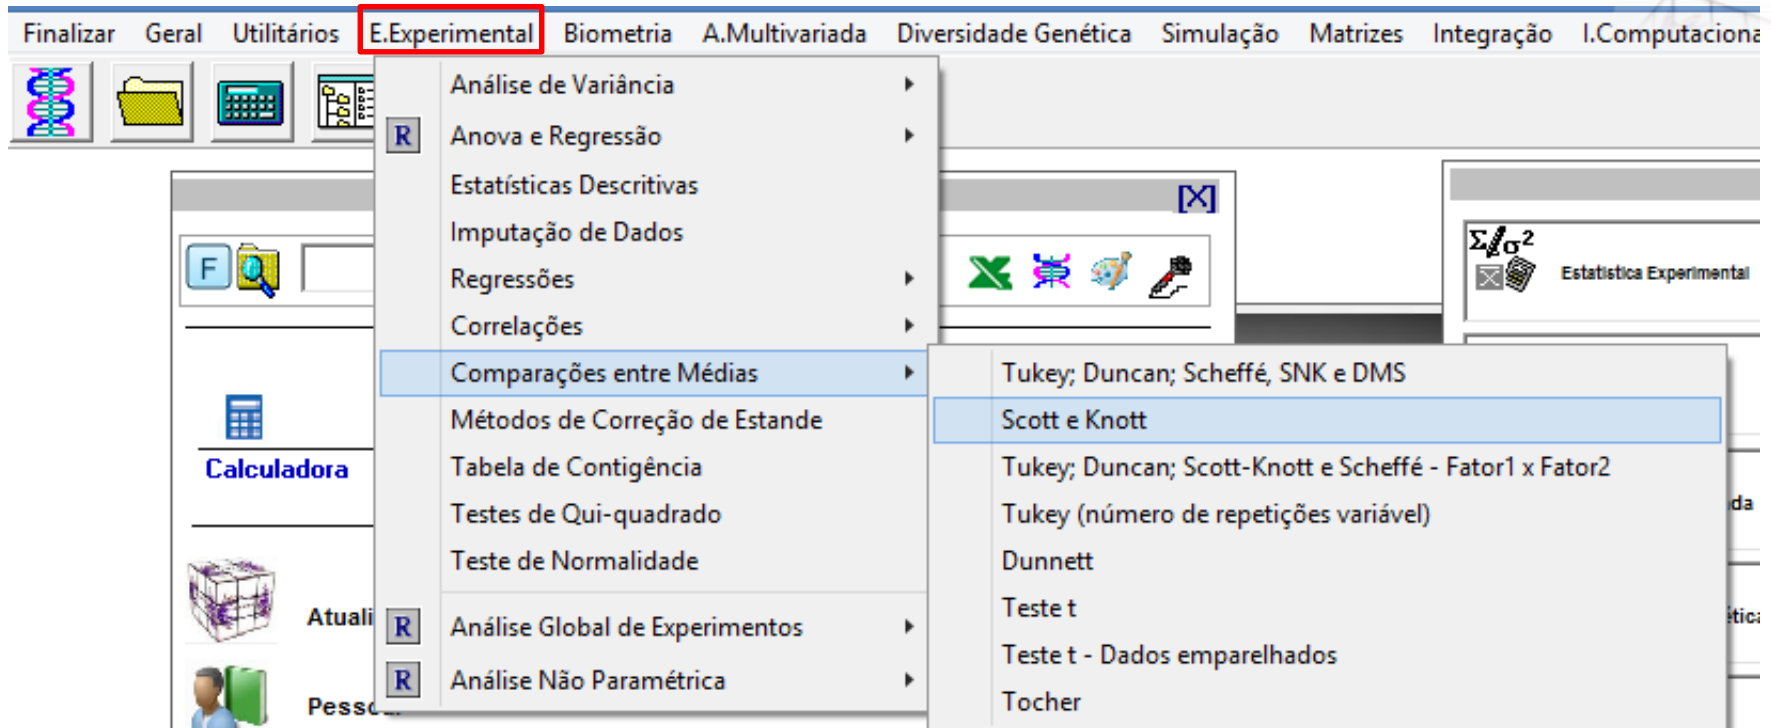 Finalizar Geral Utilitários E.Experimental Biometria A.Multivariada Diversidade Genética Simulação Matrizes Integração I.Computaciona
Análise de Variância
R Anova e Regressão
Estatísticas Descritivas
[X]
Imputação de Dados
F
Σ σ²
Estatistica Experimental
Regressões
Correlações
Comparações entre Médias
Tukey; Duncan; Scheffé, SNK e DMS
Métodos de Correção de Estande
Scott e Knott
Calculadora
Tabela de Contigência
Tukey; Duncan; Scott-Knott e Scheffé - Fator1 x Fator2
da
Testes de Qui-quadrado
Tukey (número de repetições variável)
Teste de Normalidade
Dunnett
Atuali
Teste t
ética
R Análise Global de Experimentos
Teste t - Dados emparelhados
R Análise Não Paramétrica
Tocher